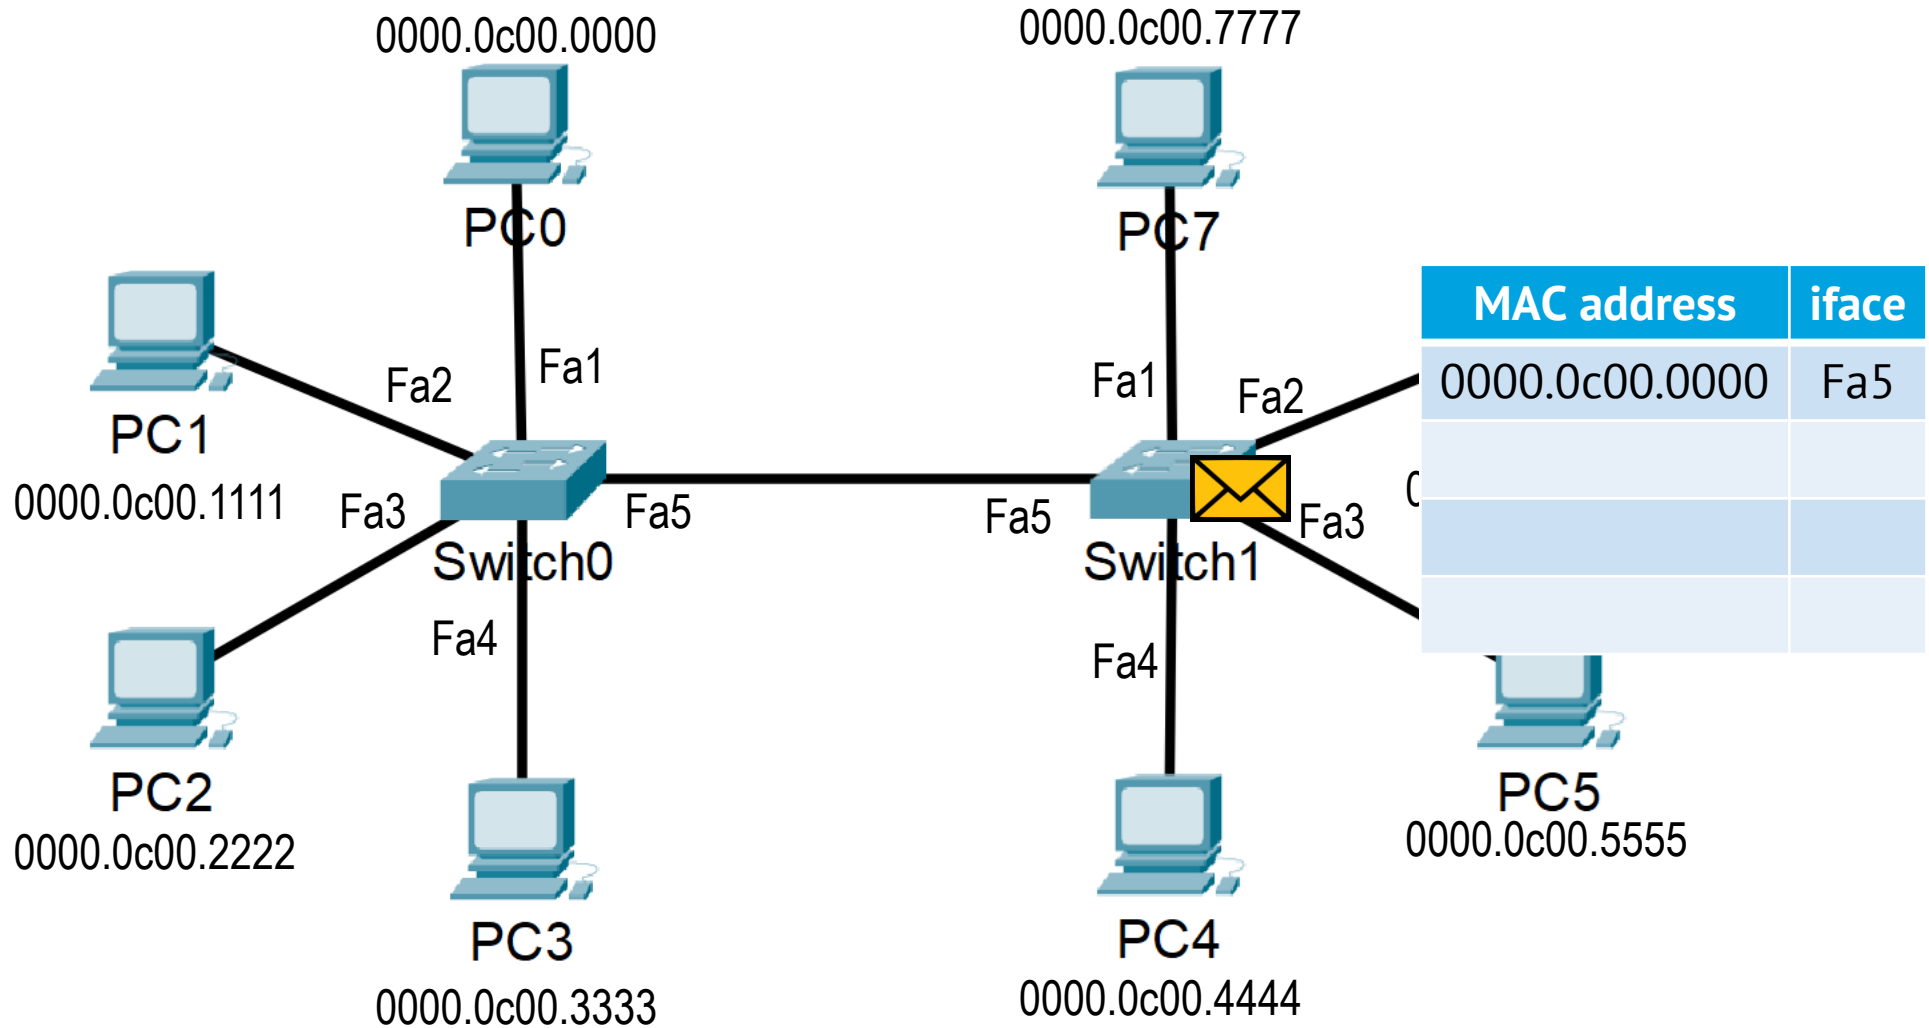 0000.0c00.0000
0000.0c00.7777
PC0
PC7
MAC address iface
0000.0c00.0000 Fa5
Fa1
Fa2
Fa1
Fa2
PC1
0000.0c00.1111
Fa3
Fa5
Fa5
Fa3
Switch0
Switch1
Fa4
Fa4
PC2
0000.0c00.2222
PC5
0000.0c00.5555
PC3
0000.0c00.3333
PC4
0000.0c00.4444